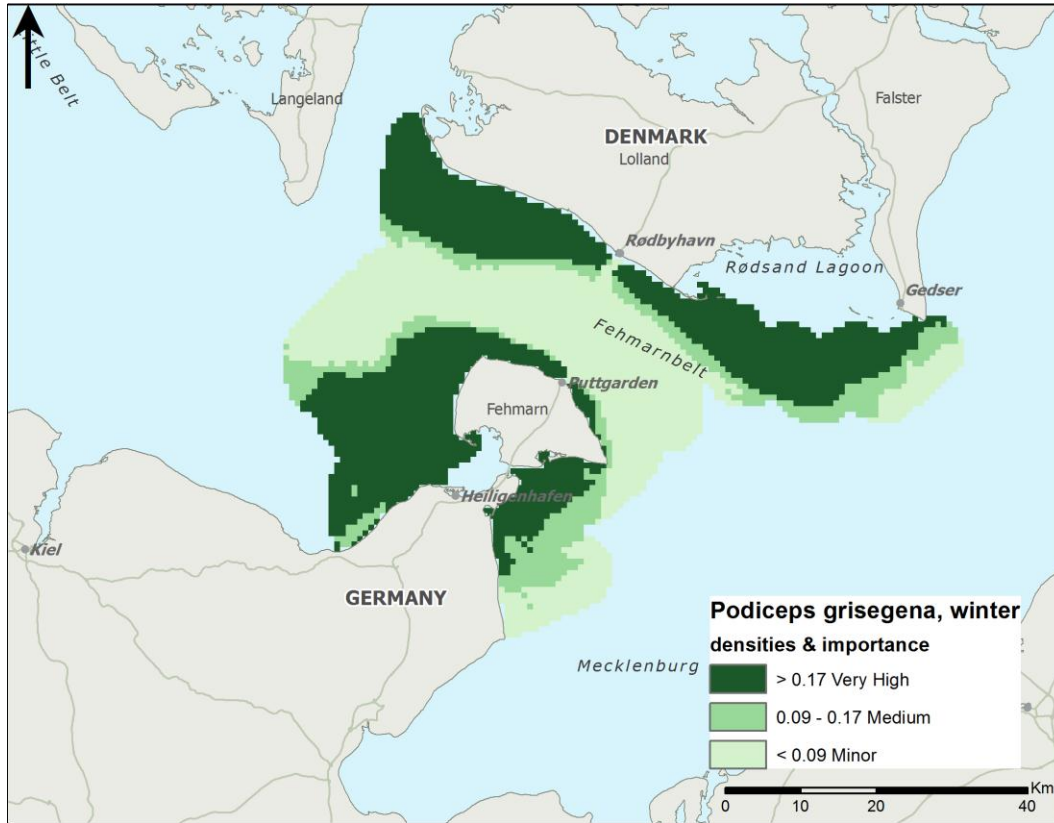 ttle Belt
Langeland
Falster
DENMARK
Lolland
Rødbyhavn
Rødsand Lagoon
Gedser
Fehmarnbelt
Puttgarden
Fehmarn
Heiligenhafen
Kiel
GERMANY
Mecklenburg
Podiceps grisegena, winter
densities & importance
> 0.17 Very High
0.09 - 0.17 Medium
< 0.09 Minor
Km
0 10 20 40